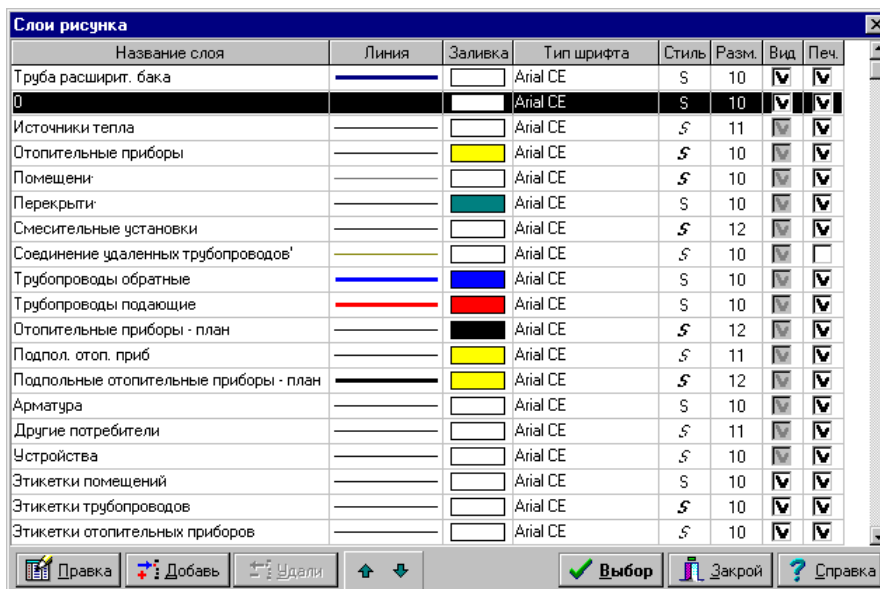 Слои рисунка
Название слоя Линия Заливка Тип шрифта Стиль Разм. Вид Печ.
Труба расширит. бака Arial CE S 10
0 Arial CE S 10
Источники тепла Arial CE S 11
Отопительные приборы Arial CE S 10
Помещени· Arial CE S 10
Перекрыти· Arial CE S 10
Смесительные установки Arial CE S 12
Соединение удаленных трубопроводов' Arial CE S 10
Трубопроводы обратные Arial CE S 10
Трубопроводы подающие Arial CE S 10
Отопительные приборы - план Arial CE S 12
Подпол. отоп. приб Arial CE S 11
Подпольные отопительные приборы - план Arial CE S 12
Арматура Arial CE S 10
Другие потребители Arial CE S 11
Устройства Arial CE S 10
Этикетки помещений Arial CE S 10
Этикетки трубопроводов Arial CE S 10
Этикетки отопительных приборов Arial CE S 10
Правка Добавь Удали Выбор Закрой Справка